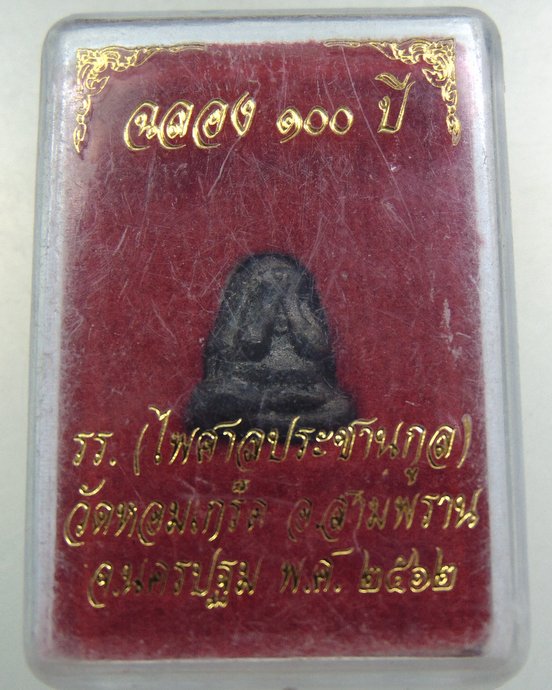 ฉลอง ๑๐๐ ปี
รร. (ไพศาลประชานุกูล)
วัดหอมเกร็ด อ.สามพราน
จ.นครปฐม พ.ศ. ๒๕๖๒